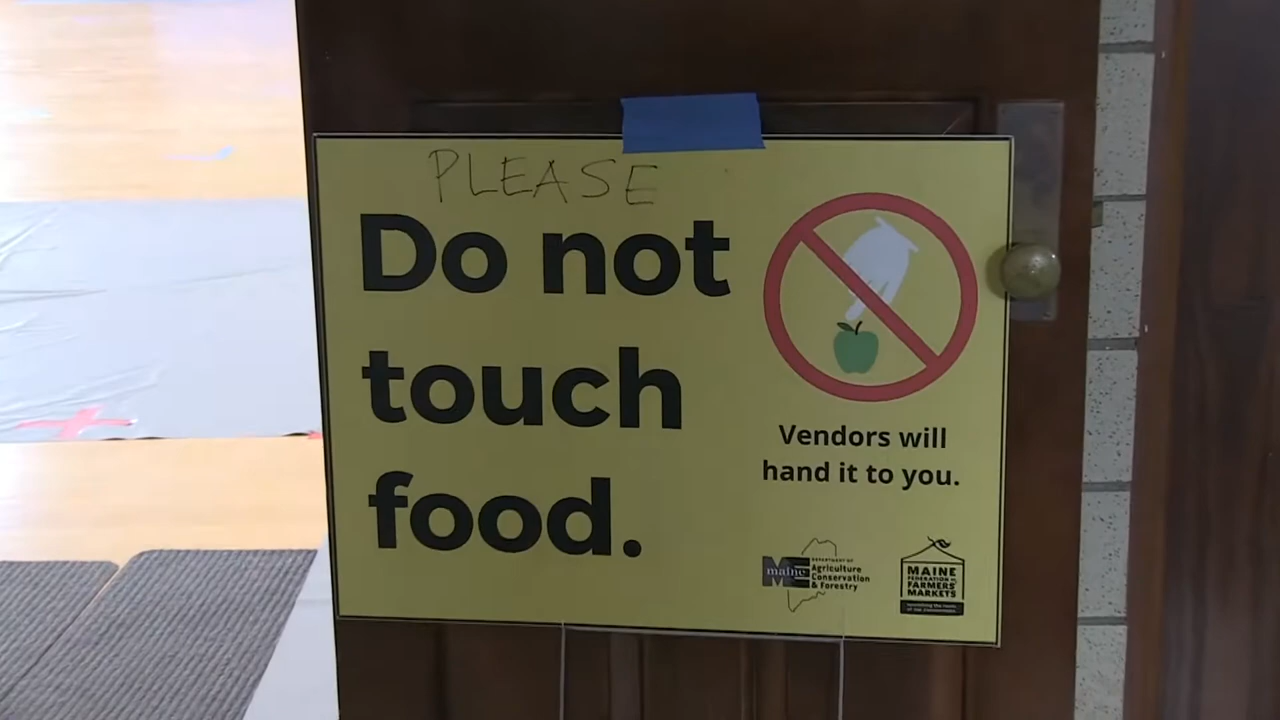 PLEASE
Do not
touch
food.
Vendors will
hand it to you.
maine
DEPARTMENT OF
Agriculture
Conservation
& Forestry
MAINE
FEDERATION OF
FARMERS'
MARKETS